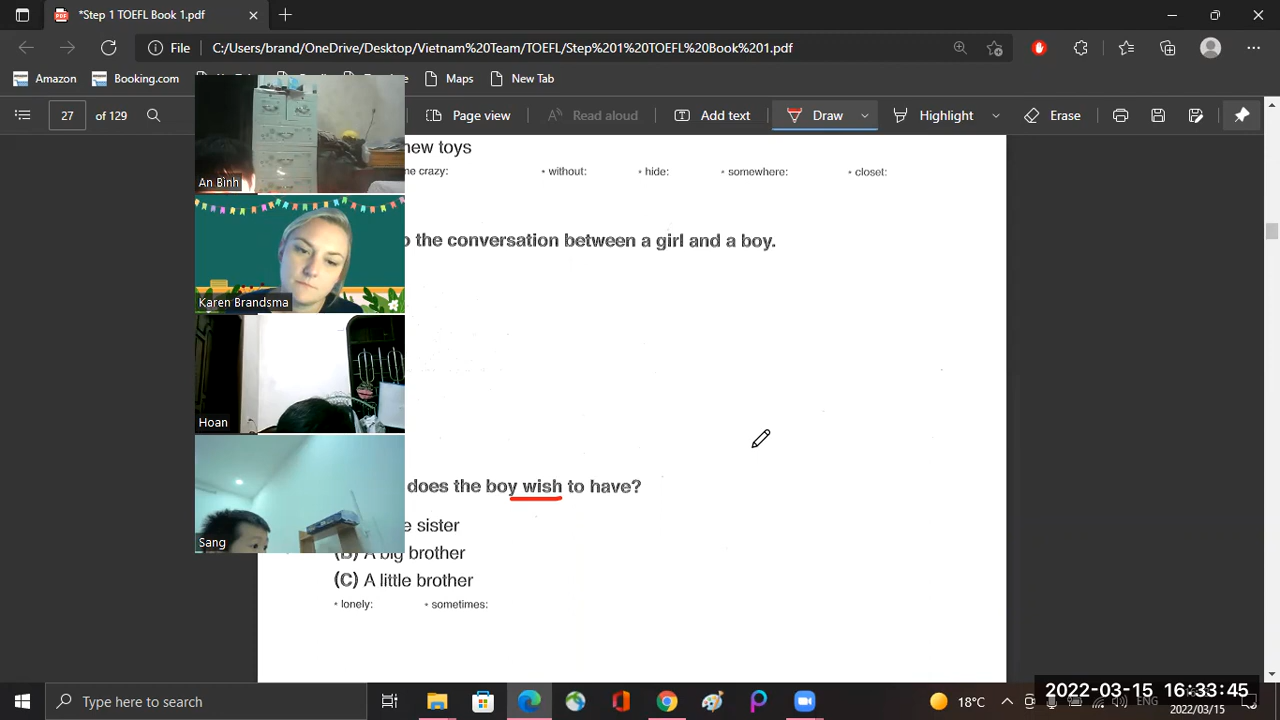 *Step 1 TOEFL Book 1.pdf
File
C:/Users/brand/OneDrive/Desktop/Vietnam%20Team/TOEFL/Step%201%20TOEFL%20Book%201.pdf
Amazon
Booking.com
Maps
New Tab
27
of 129
Page view
Read aloud
Add text
Draw
Highlight
Erase
new toys
me crazy:
• without:
• hide:
• somewhere:
• closet:
An Bình
o the conversation between a girl and a boy.
Karen Brandsma
Hoan
does the boy wish to have?
e sister
Sang
(B) A big brother
(C) A little brother
• lonely:
• sometimes:
Type here to search
18°C
ENG
2022-03-15 16:33:45
2022/03/15